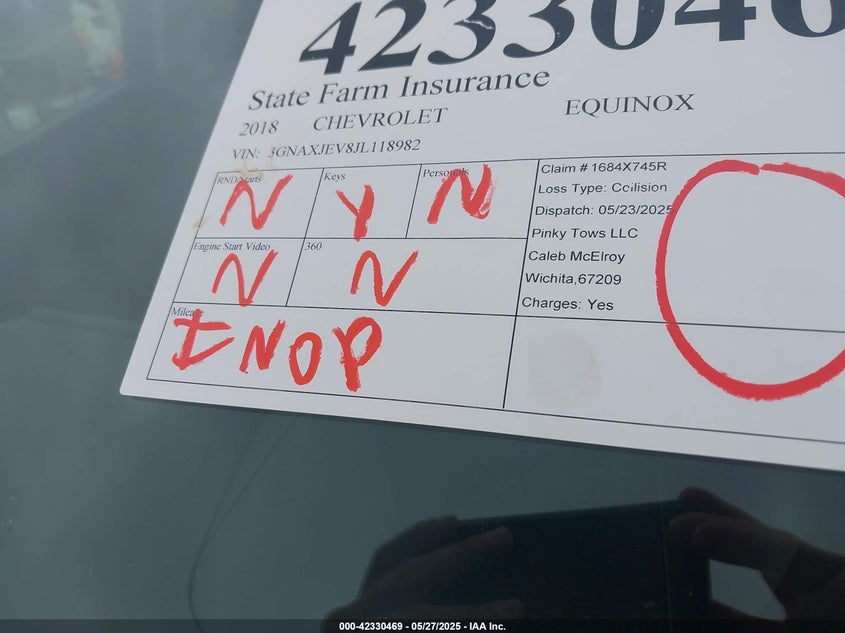 4233046
State Farm Insurance
2018 CHEVROLET EQUINOX
VIN: 3GNAXJEV8JL118982
RND/Starts Keys Personals
N Y N
Engine Start Video 360
N N
Mileage
INOP
Claim # 1684X745R
Loss Type: Collision
Dispatch: 05/23/2025
Pinky Tows LLC
Caleb McElroy
Wichita,67209
Charges: Yes
000-42330469 - 05/27/2025 - IAA Inc.